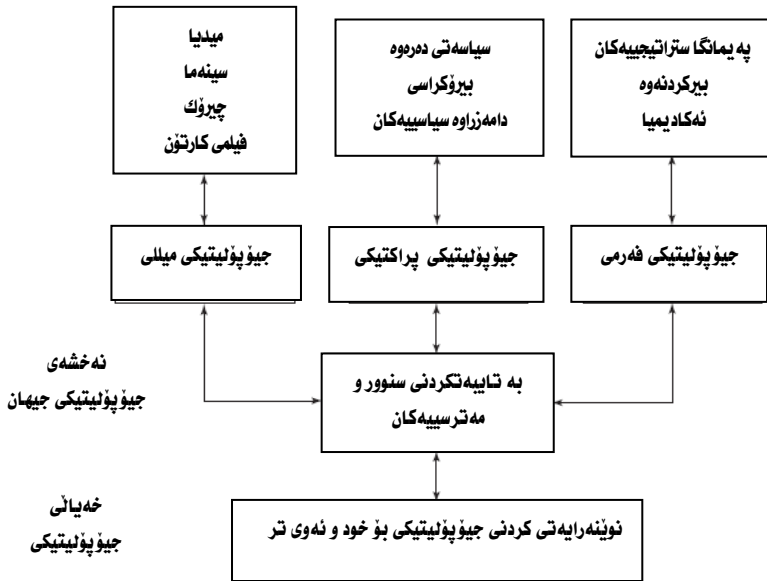 پەیمانگا ستراتیجییەکان
بیرکردنەوە
ئەکادیمیا
سیاسەتی دەرەوە
بیرۆکراسی
دامەزراوە سیاسییەکان
میدیا
سینەما
چیرۆك
فیلمی کارتۆن
جیۆپۆلیتیکی فەرمی
جیۆپۆلیتیکی پراکتیکی
جیۆپۆلیتیکی میللی
بە تایبەتکردنی سنوور و
مەترسییەکان
نەخشەی
جیۆپۆلیتیکی جیهان
نوێنەرایەتی کردنی جیۆپۆلیتیکی بۆ خود و ئەوی تر
خەیاڵی
جیۆپۆلیتیکی